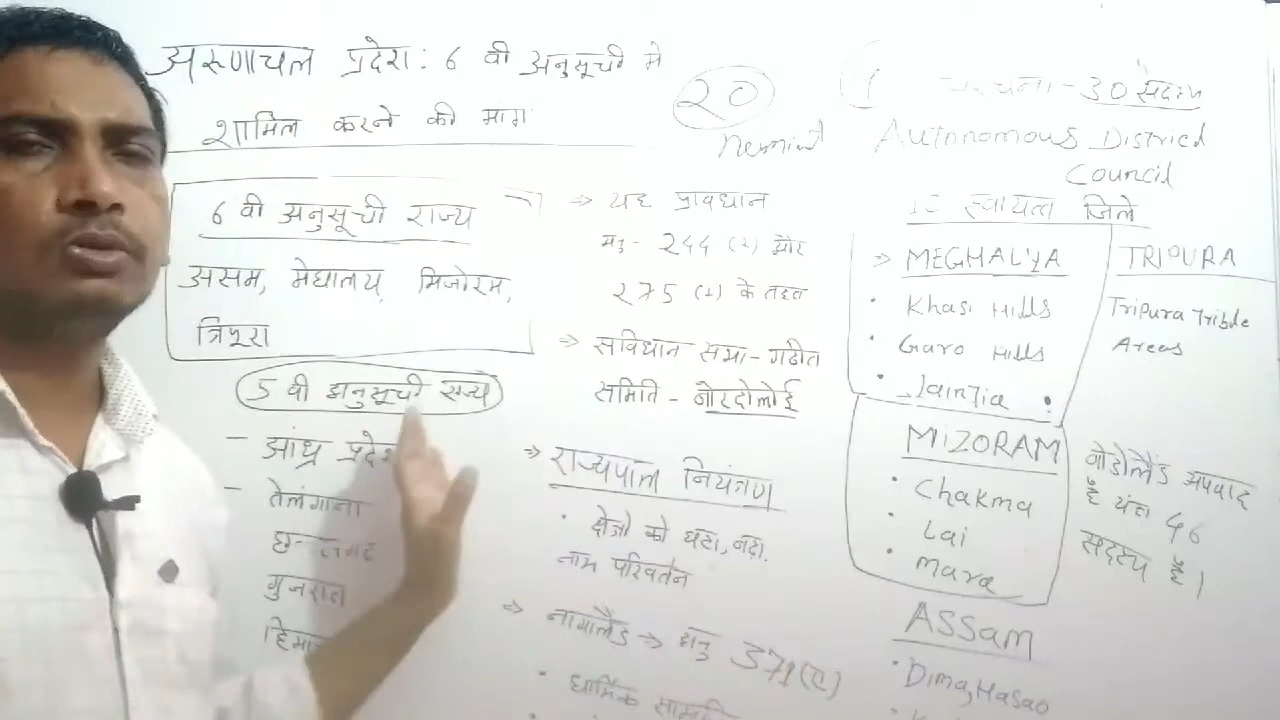 अरुणाचल प्रदेश: 6 वी अनुसूची मे
शामिल करने की मांग
6 वी अनुसूची राज्य
असम, मेघालय, मिजोरम,
त्रिपुरा
5 वी अनुसूची राज्य
- आंध्र प्रदेश
- तेलंगाना
गुजरात
20
⇒ यह प्रावधान
अनु - 244 (2) और
275 (1) के तहत
⇒ संविधान सभा - गठीत
समिति - बोरदोलोई
⇒ राज्यपाल नियंत्रण
· क्षेत्रो को घटा, बढा,
नाम परिवर्तन
⇒ नागालैंड → अनु 371(A)
· धार्मिक
- 30 सदस्य
Autonomous District
Council
10 स्वायत्त जिले
⇒ MEGHALYA
· Khasi Hills
· Garo Hills
· Jaintia
TRIPURA
Tripura Trible
Areas
MIZORAM
· Chakma
Lai
· Mara
बोडोलैंड अपवाद
है यंहा 46
सदस्य है।
ASSam
· Dima, Hasao